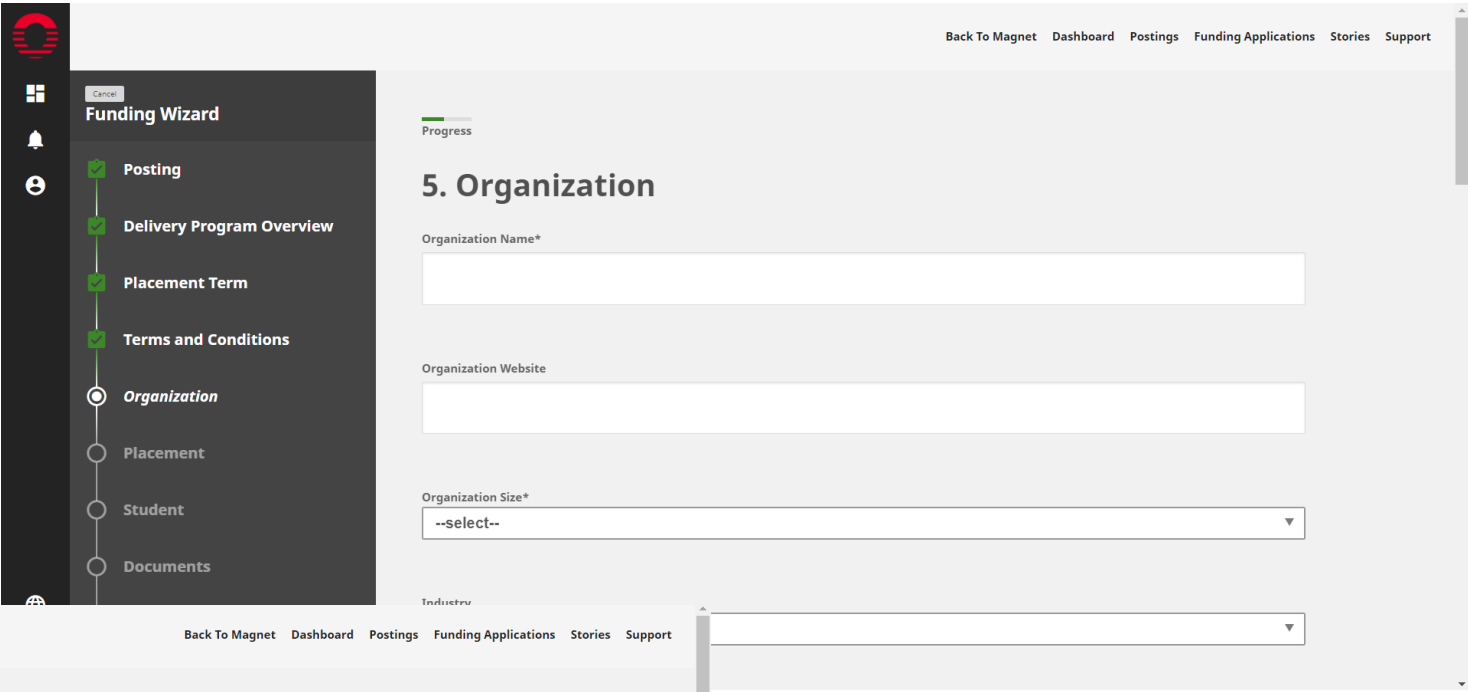 Back To Magnet Dashboard Postings Funding Applications Stories Support
Cancel
Funding Wizard
Posting
Delivery Program Overview
Placement Term
Terms and Conditions
Organization
Placement
Student
Documents
Progress
5. Organization
Organization Name*
Organization Website
Organization Size*
--select--
Industry
Back To Magnet Dashboard Postings Funding Applications Stories Support